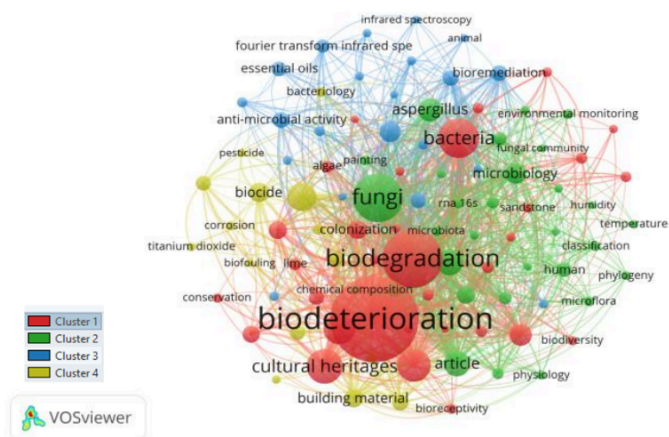 infrared spectroscopy
animal
fourier transform infrared spe
essential oils
bioremediation
bacteriology
aspergillus
environmental monitoring
anti-microbial activity
bacteria
fungal community
pesticide
algae
painting
microbiology
biocide
fungi
rna 16s
sandstone
humidity
corrosion
colonization
microbiota
temperature
titanium dioxide
biodegradation
classification
biofouling
lime
human
phylogeny
chemical composition
conservation
microflora
biodeterioration
biodiversity
cultural heritages
article
physiology
building material
bioreceptivity
Cluster 1
Cluster 2
Cluster 3
Cluster 4
VOSviewer